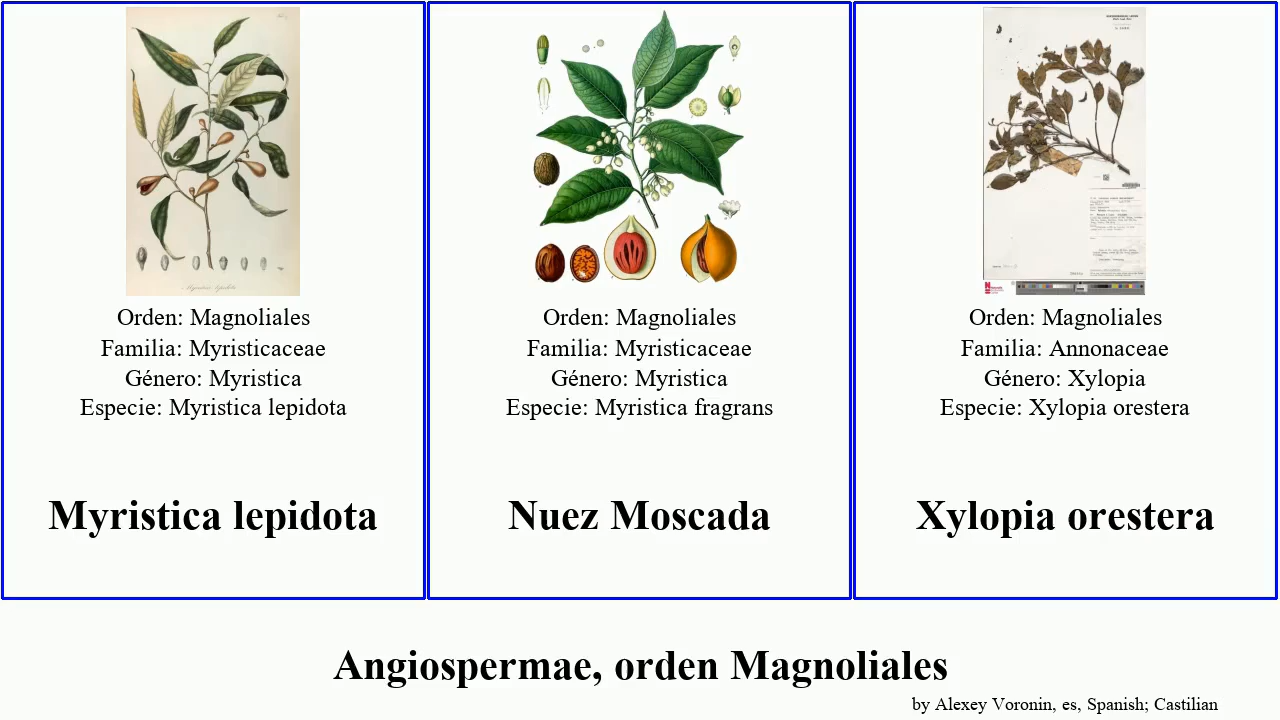 Myristica lepidota
Orden: Magnoliales
Familia: Myristicaceae
Género: Myristica
Especie: Myristica lepidota
Myristica lepidota
Orden: Magnoliales
Familia: Myristicaceae
Género: Myristica
Especie: Myristica fragrans
Nuez Moscada
Orden: Magnoliales
Familia: Annonaceae
Género: Xylopia
Especie: Xylopia orestera
Xylopia orestera
Angiospermae, orden Magnoliales
by Alexey Voronin, es, Spanish; Castilian